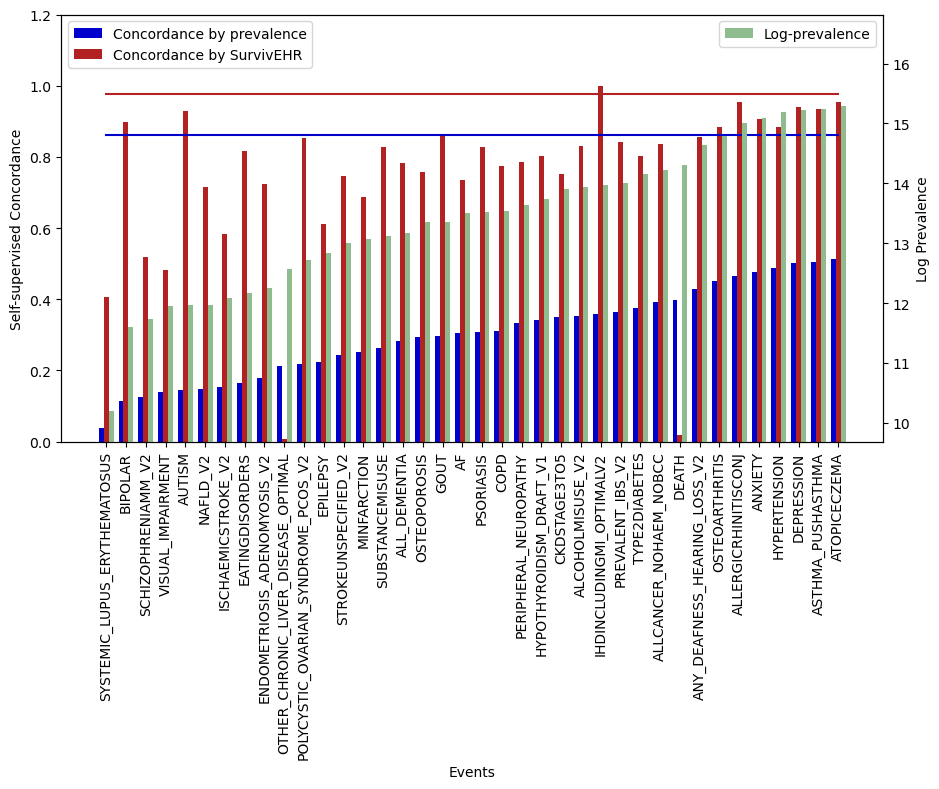 Concordance by prevalence
Concordance by SurvivEHR
Log-prevalence
Self-supervised Concordance
1.2
1.0
0.8
0.6
0.4
0.2
0.0
Log Prevalence
16
15
14
13
12
11
10
SYSTEMIC_LUPUS_ERYTHEMATOSUS
BIPOLAR
SCHIZOPHRENIAMM_V2
VISUAL_IMPAIRMENT
AUTISM
NAFLD_V2
ISCHAEMICSTROKE_V2
EATINGDISORDERS
ENDOMETRIOSIS_ADENOMYOSIS_V2
OTHER_CHRONIC_LIVER_DISEASE_OPTIMAL
POLYCYSTIC_OVARIAN_SYNDROME_PCOS_V2
EPILEPSY
STROKEUNSPECIFIED_V2
MINFARCTION
SUBSTANCEMISUSE
ALL_DEMENTIA
OSTEOPOROSIS
GOUT
AF
PSORIASIS
COPD
PERIPHERAL_NEUROPATHY
HYPOTHYROIDISM_DRAFT_V1
CKDSTAGE3TO5
ALCOHOLMISUSE_V2
IHDINCLUDINGMI_OPTIMALV2
PREVALENT_IBS_V2
TYPE2DIABETES
ALLCANCER_NOHAEM_NOBCC
DEATH
ANY_DEAFNESS_HEARING_LOSS_V2
OSTEOARTHRITIS
ALLERGICRHINITISCONJ
ANXIETY
HYPERTENSION
DEPRESSION
ASTHMA_PUSHASTHMA
ATOPICECZEMA
Events